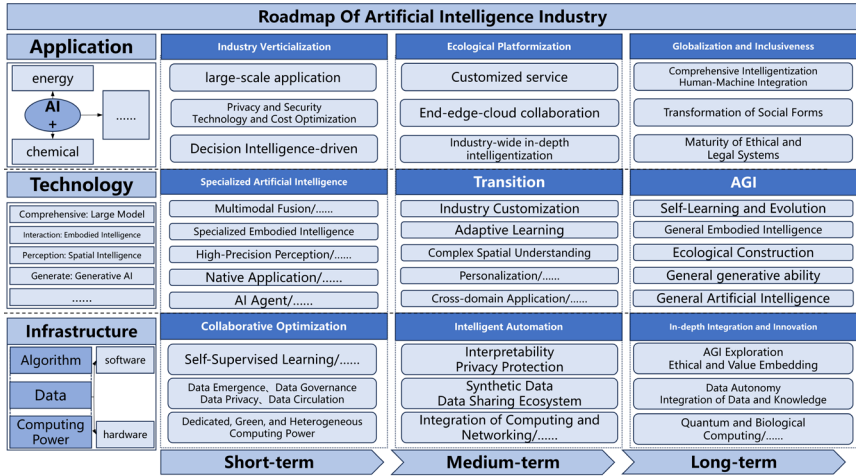 Roadmap Of Artificial Intelligence Industry
Application
energy
AI
+
......
chemical
Industry Verticialization
large-scale application
Privacy and Security
Technology and Cost Optimization
Decision Intelligence-driven
Ecological Platformization
Customized service
End-edge-cloud collaboration
Industry-wide in-depth
intelligentization
Globalization and Inclusiveness
Comprehensive Intelligentization
Human-Machine Integration
Transformation of Social Forms
Maturity of Ethical and
Legal Systems
Technology
Comprehensive: Large Model
Interaction: Embodied Intelligence
Perception: Spatial Intelligence
Generate: Generative AI
......
Specialized Artificial Intelligence
Multimodal Fusion/......
Specialized Embodied Intelligence
High-Precision Perception/......
Native Application/......
AI Agent/......
Transition
Industry Customization
Adaptive Learning
Complex Spatial Understanding
Personalization/......
Cross-domain Application/......
AGI
Self-Learning and Evolution
General Embodied Intelligence
Ecological Construction
General generative ability
General Artificial Intelligence
Infrastructure
Algorithm
software
Data
Computing
Power
hardware
Collaborative Optimization
Self-Supervised Learning/......
Data Emergence、Data Governance
Data Privacy、Data Circulation
Dedicated, Green, and Heterogeneous
Computing Power
Intelligent Automation
Interpretability
Privacy Protection
Synthetic Data
Data Sharing Ecosystem
Integration of Computing and
Networking/......
In-depth Integration and Innovation
AGI Exploration
Ethical and Value Embedding
Data Autonomy
Integration of Data and Knowledge
Quantum and Biological
Computing/......
Short-term
Medium-term
Long-term